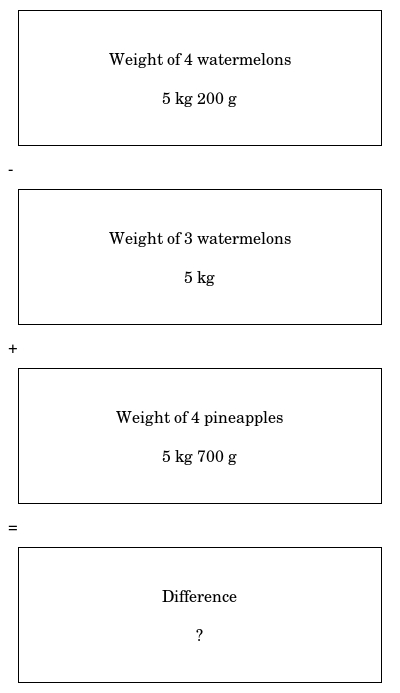 Weight of 4 watermelons
5 kg 200 g
-
Weight of 3 watermelons
5 kg
+
Weight of 4 pineapples
5 kg 700 g
=
Difference
?